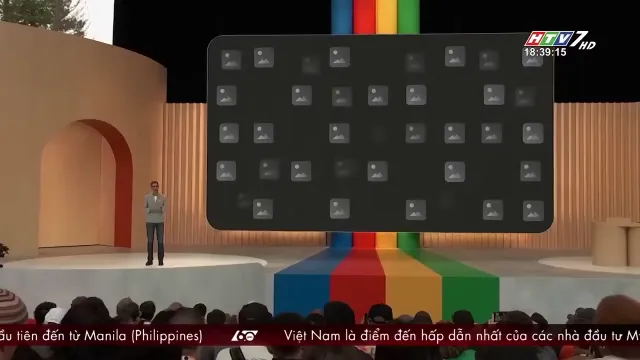 HTV7 HD
18:39:15
ầu tiên đến từ Manila (Philippines) 60 Việt Nam là điểm đến hấp dẫn nhất của các nhà đầu tư M